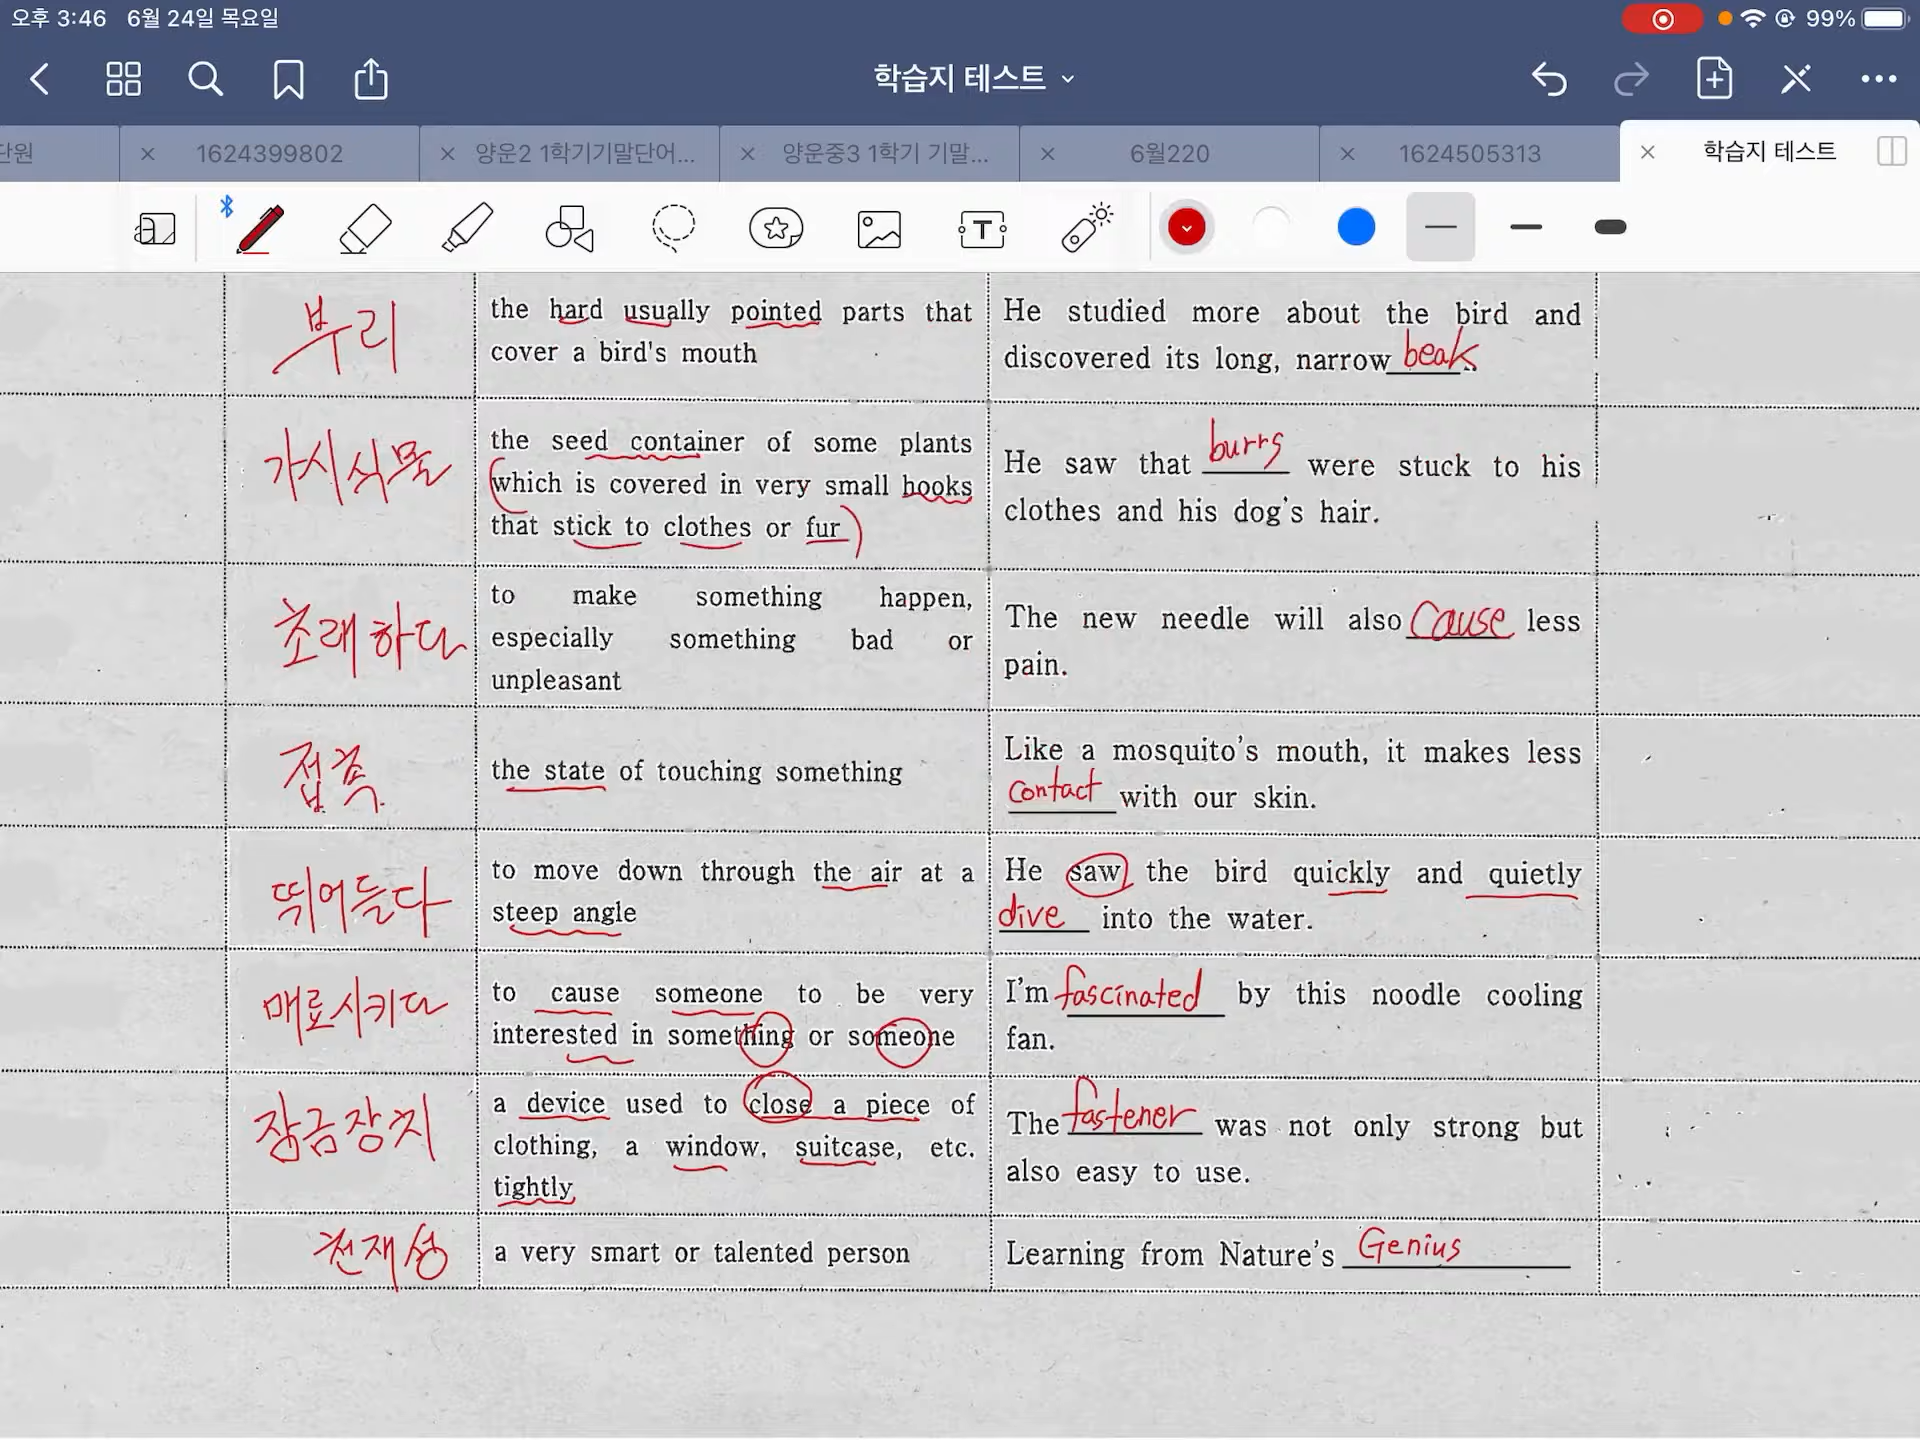 오후 3:46 6월 24일 목요일
99%
학습지 테스트
단원
1624399802
양운2 1학기기말단어...
양운중3 1학기 기말...
6월220
1624505313
학습지 테스트
부리
the hard usually pointed parts that
cover a bird's mouth
He studied more about the bird and
discovered its long, narrow beak.
가시식물
the seed container of some plants
which is covered in very small hooks
that stick to clothes or fur
He saw that burrs were stuck to his
clothes and his dog's hair.
초래하다
to make something happen,
especially something bad or
unpleasant
The new needle will also cause less
pain.
접촉
the state of touching something
Like a mosquito's mouth, it makes less
contact with our skin.
뛰어들다
to move down through the air at a
steep angle
He saw the bird quickly and quietly
dive into the water.
매료시키다
to cause someone to be very
interested in something or someone
I'm fascinated by this noodle cooling
fan.
잠금장치
a device used to close a piece of
clothing, a window, suitcase, etc.
tightly
The fastener was not only strong but
also easy to use.
천재성
a very smart or talented person
Learning from Nature's Genius